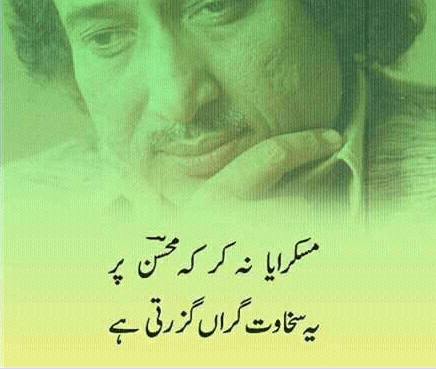 مسکرایا نہ کر کہ محسنؔ پر
یہ سخاوت گراں گزرتی ہے